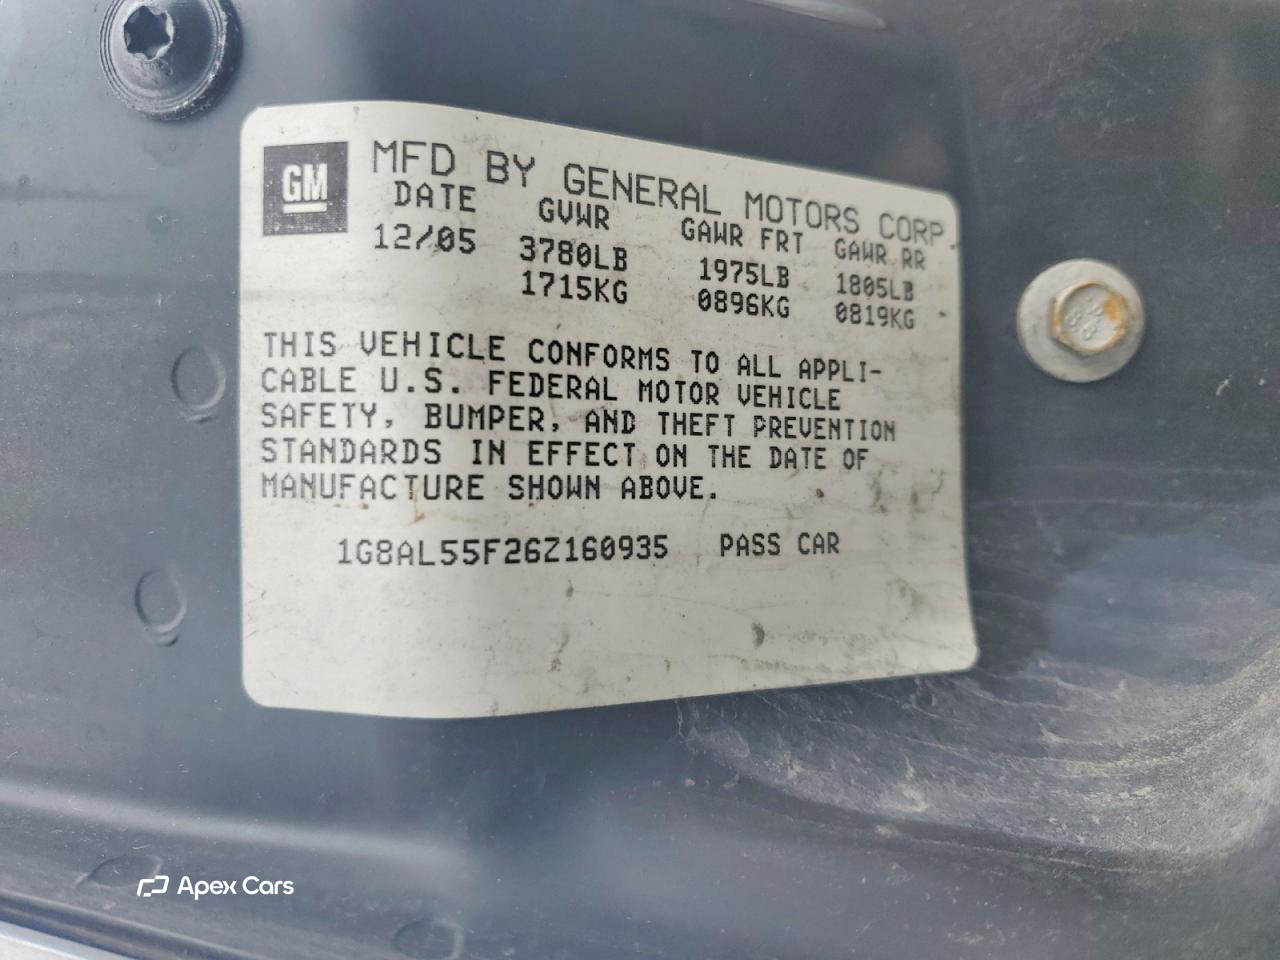 GM
MFD BY GENERAL MOTORS CORP
DATE GVWR GAWR FRT GAWR RR
12/05 3780LB 1975LB 1805LB
1715KG 0896KG 0819KG
THIS VEHICLE CONFORMS TO ALL APPLI-
CABLE U.S. FEDERAL MOTOR VEHICLE
SAFETY, BUMPER, AND THEFT PREVENTION
STANDARDS IN EFFECT ON THE DATE OF
MANUFACTURE SHOWN ABOVE.
1G8AL55F26Z160935 PASS CAR
Apex Cars